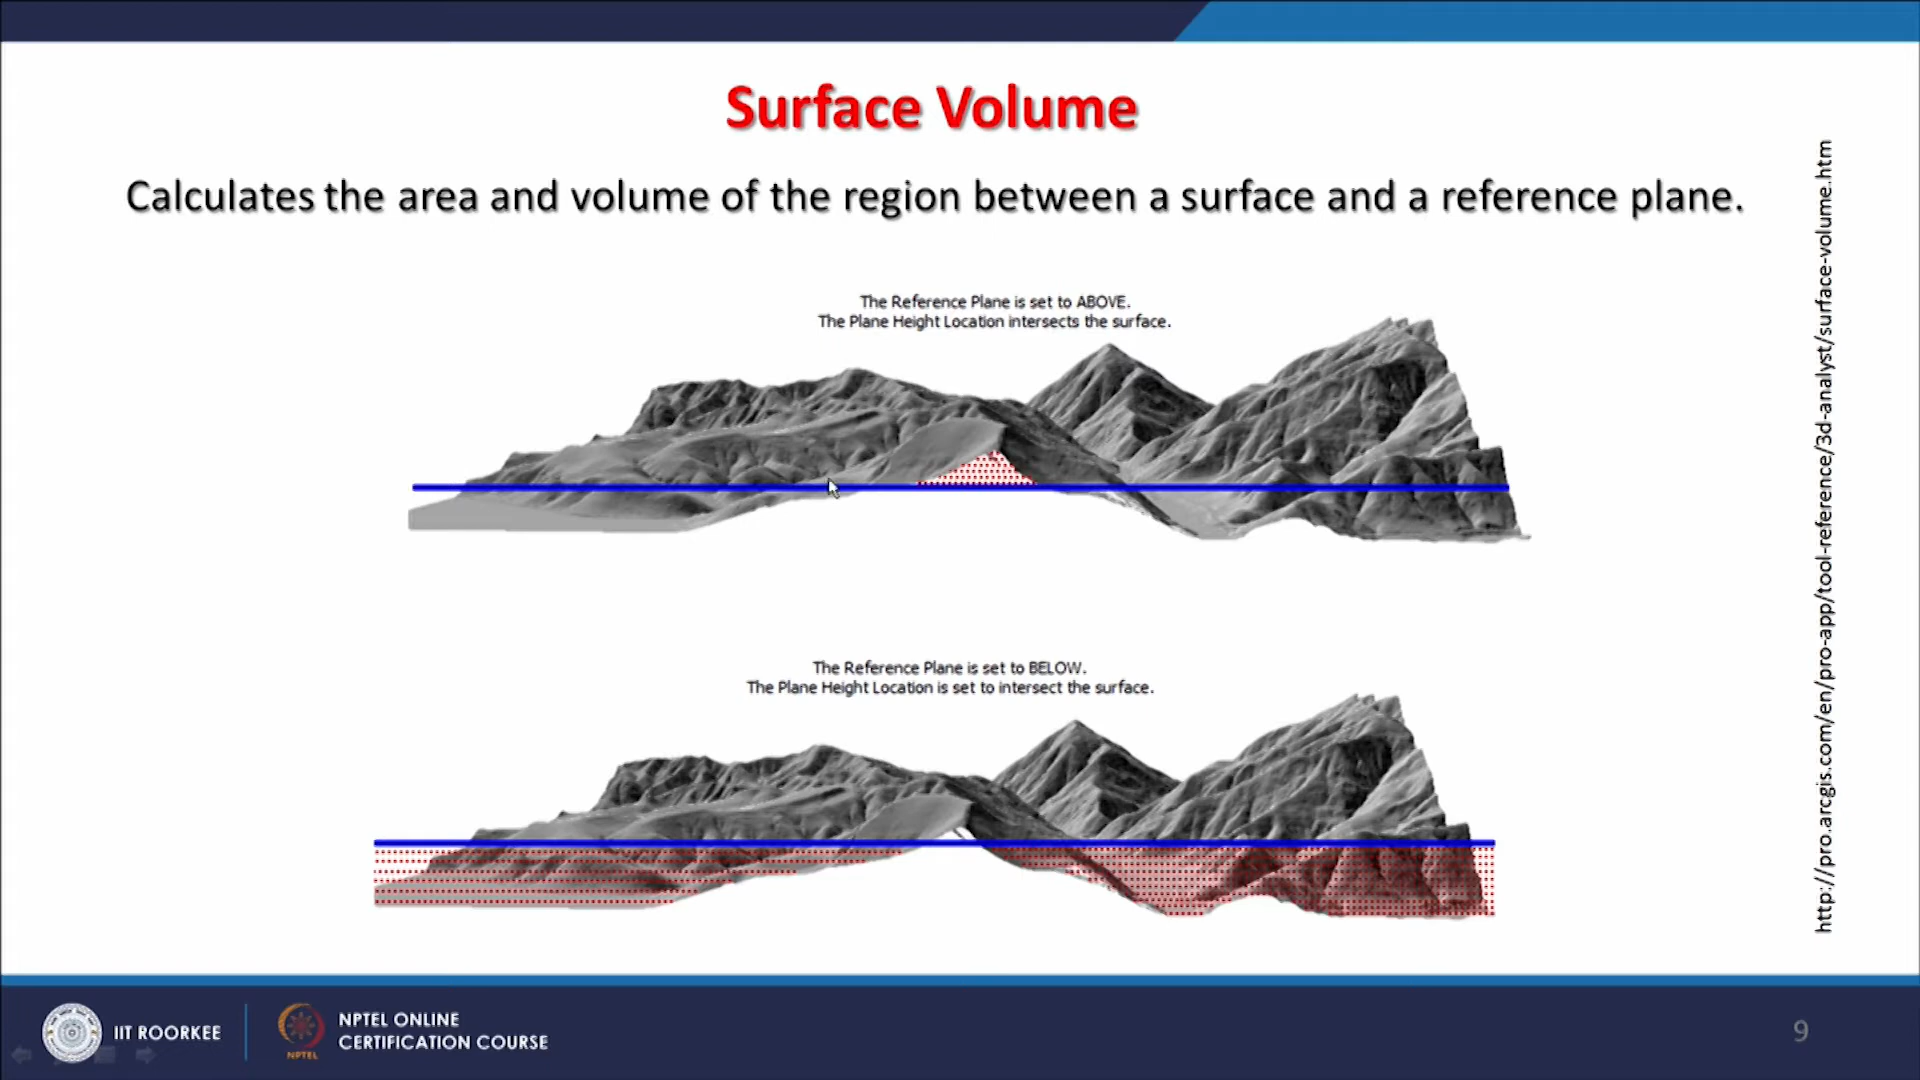 Surface Volume
Calculates the area and volume of the region between a surface and a reference plane.
The Reference Plane is set to ABOVE.
The Plane Height Location intersects the surface.
The Reference Plane is set to BELOW.
The Plane Height Location is set to intersect the surface.
http://pro.arcgis.com/en/pro-app/tool-reference/3d-analyst/surface-volume.htm
IIT ROORKEE
NPTEL
NPTEL ONLINE
CERTIFICATION COURSE
9